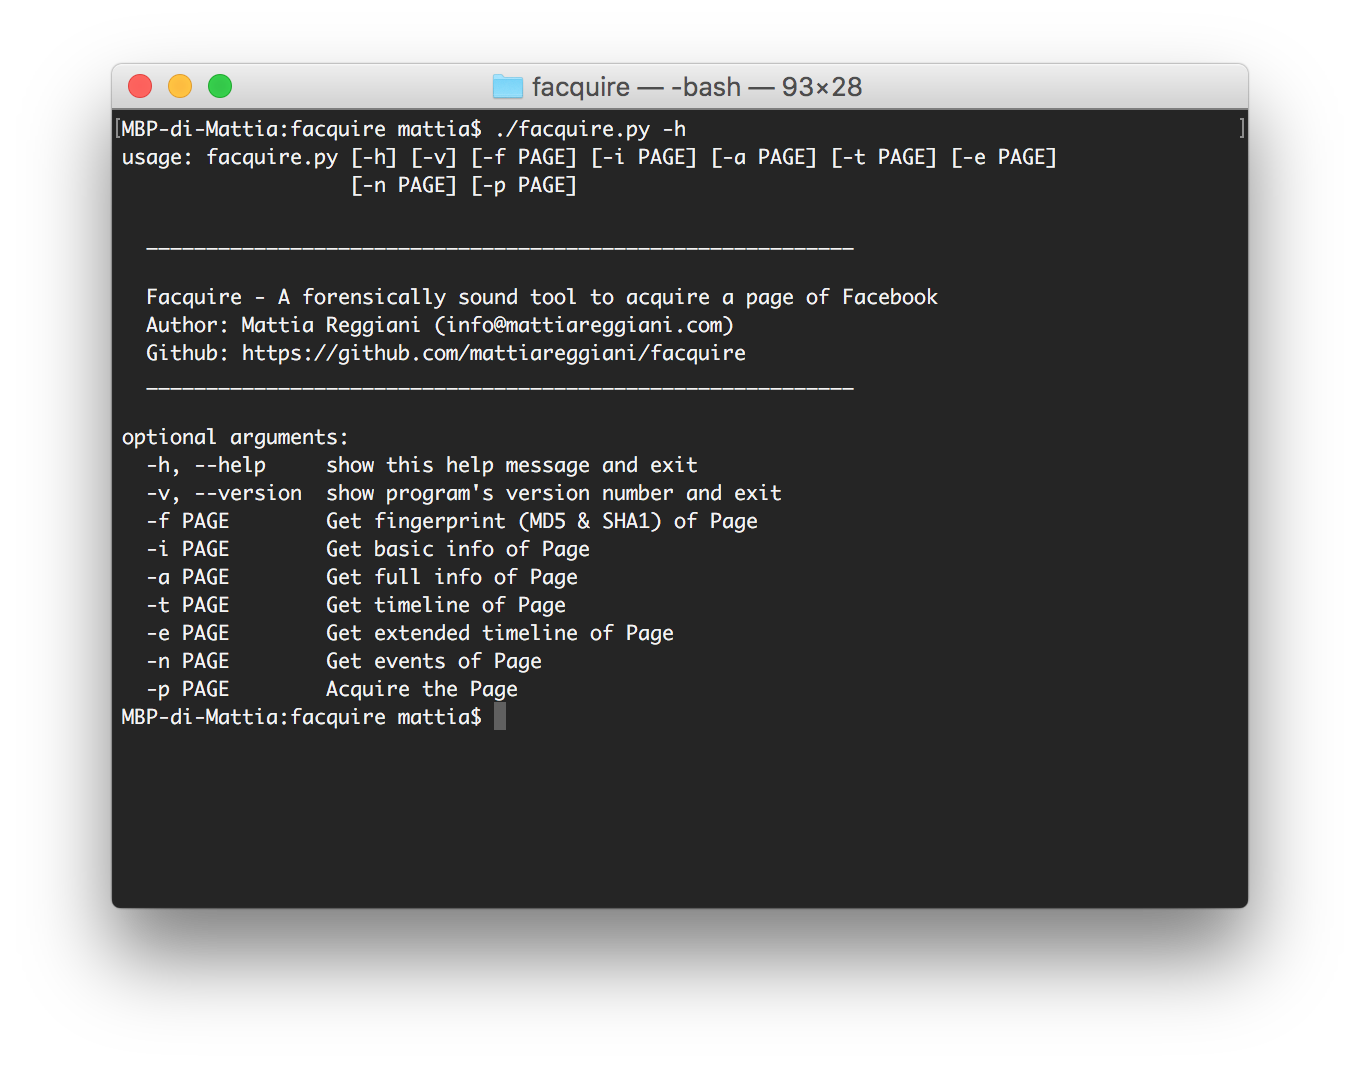 facquire — -bash — 93×28
[MBP-di-Mattia:facquire mattia$ ./facquire.py -h ]
usage: facquire.py [-h] [-v] [-f PAGE] [-i PAGE] [-a PAGE] [-t PAGE] [-e PAGE]
[-n PAGE] [-p PAGE]
___________________________________________________________
Facquire - A forensically sound tool to acquire a page of Facebook
Author: Mattia Reggiani (info@mattiareggiani.com)
Github: https://github.com/mattiareggiani/facquire
___________________________________________________________
optional arguments:
-h, --help     show this help message and exit
-v, --version  show program's version number and exit
-f PAGE        Get fingerprint (MD5 & SHA1) of Page
-i PAGE        Get basic info of Page
-a PAGE        Get full info of Page
-t PAGE        Get timeline of Page
-e PAGE        Get extended timeline of Page
-n PAGE        Get events of Page
-p PAGE        Acquire the Page
MBP-di-Mattia:facquire mattia$